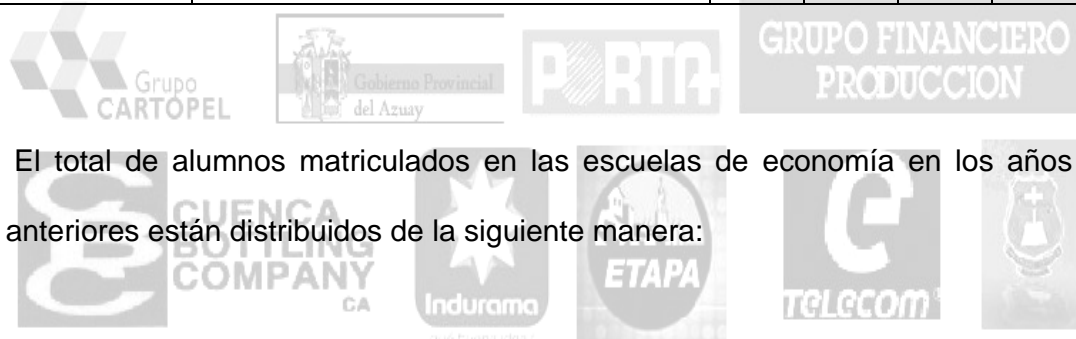 Grupo
CARTOPEL
Gobierno Provincial
del Azuay
PORTA
GRUPO FINANCIERO
PRODUCCION
El total de alumnos matriculados en las escuelas de economía en los años
anteriores están distribuidos de la siguiente manera:
CUENCA
BOTTLING
COMPANY
CA
Indurama
ETAPA
TELECOM